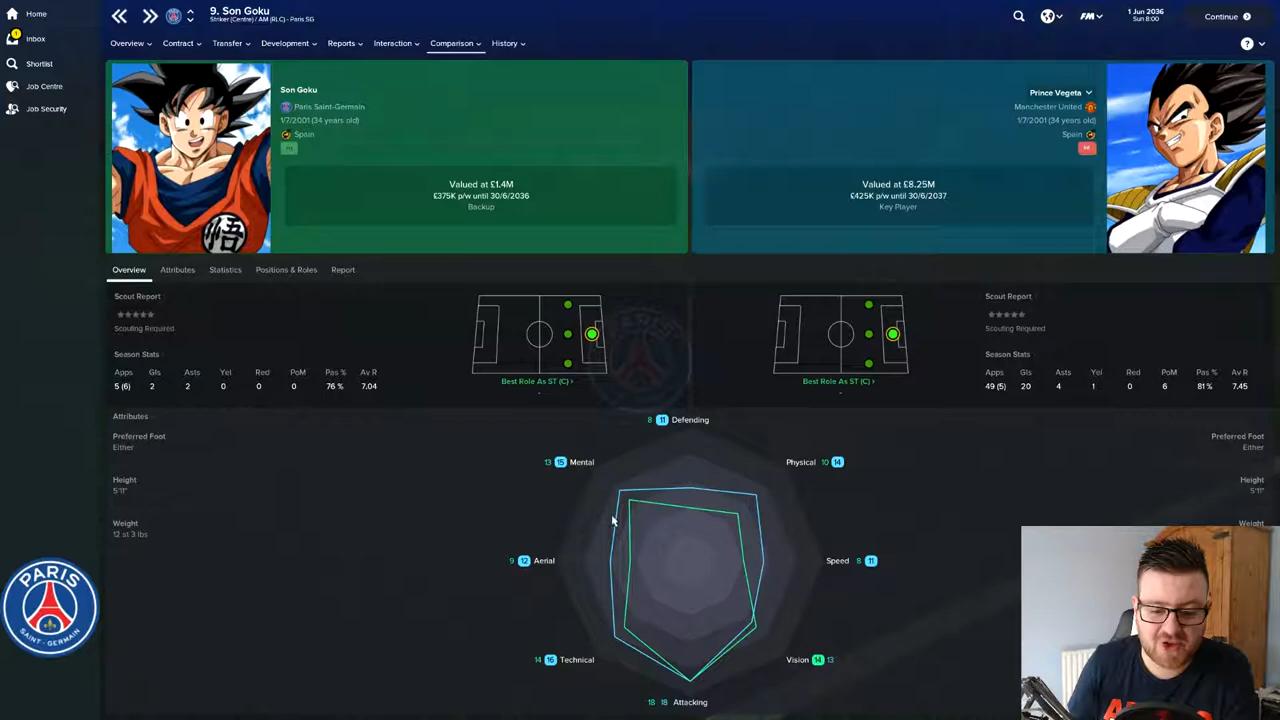 Home
Inbox
Shortlist
Job Centre
Job Security
9. Son Goku
Striker (Centre) / AM (RLC) - Paris SG
FM
1 Jun 2036
Sun 8:00
Continue
Overview
Contract
Transfer
Development
Reports
Interaction
Comparison
History
?
悟
Son Goku
Paris Saint-Germain
1/7/2001 (34 years old)
Spain
Valued at £1.4M
£375K p/w until 30/6/2036
Backup
Prince Vegeta
Manchester United
1/7/2001 (34 years old)
Spain
Valued at £8.25M
£425K p/w until 30/6/2037
Key Player
Overview
Attributes
Statistics
Positions & Roles
Report
Scout Report
Scouting Required
Season Stats
Apps Gls Asts Yel Red PoM Pas % Av R
5 (6) 2 2 0 0 0 76 % 7.04
Best Role As ST (C) ›
-
Best Role As ST (C) ›
-
Scout Report
Scouting Required
Season Stats
Apps Gls Asts Yel Red PoM Pas % Av R
49 (5) 20 4 1 0 6 81 % 7.45
Attributes
Preferred Foot
Either
Height
5'11"
Weight
12 st 3 lbs
8 11 Defending
13 15 Mental
Physical 10 14
9 12 Aerial
Speed 8 11
14 16 Technical
Vision 14 13
18 18 Attacking
Preferred Foot
Either
Height
5'11"
Weight
PARIS
SAINT-GERMAIN